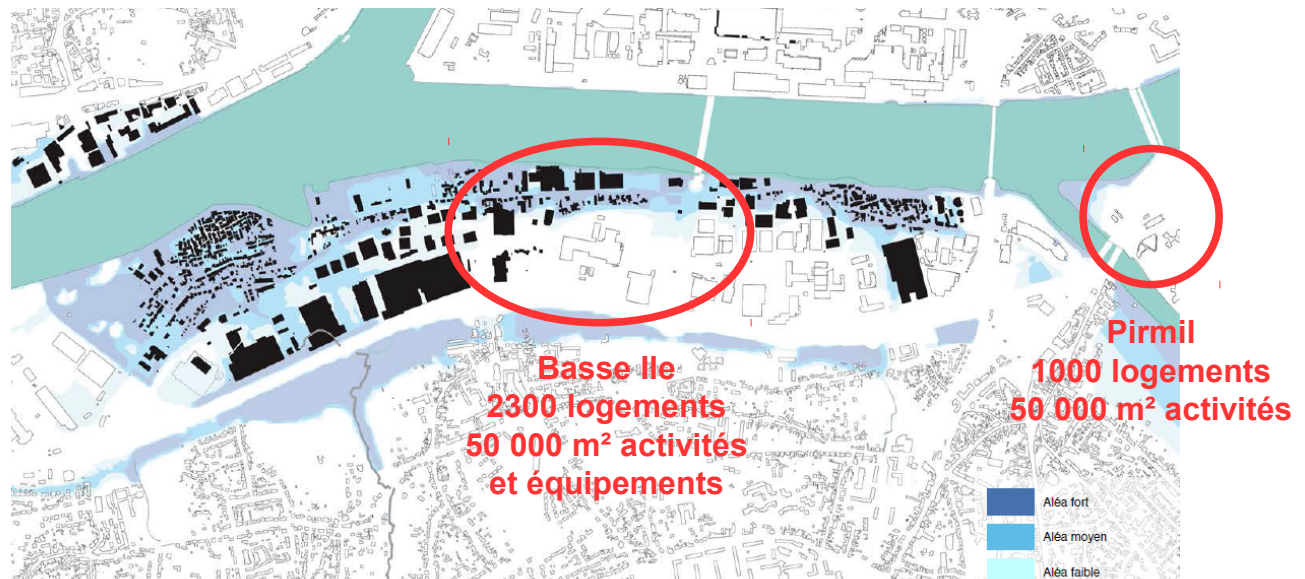 Basse Ile
2300 logements
50 000 m² activités
et équipements
Pirmil
1000 logements
50 000 m² activités
Aléa fort
Aléa moyen
Aléa faible